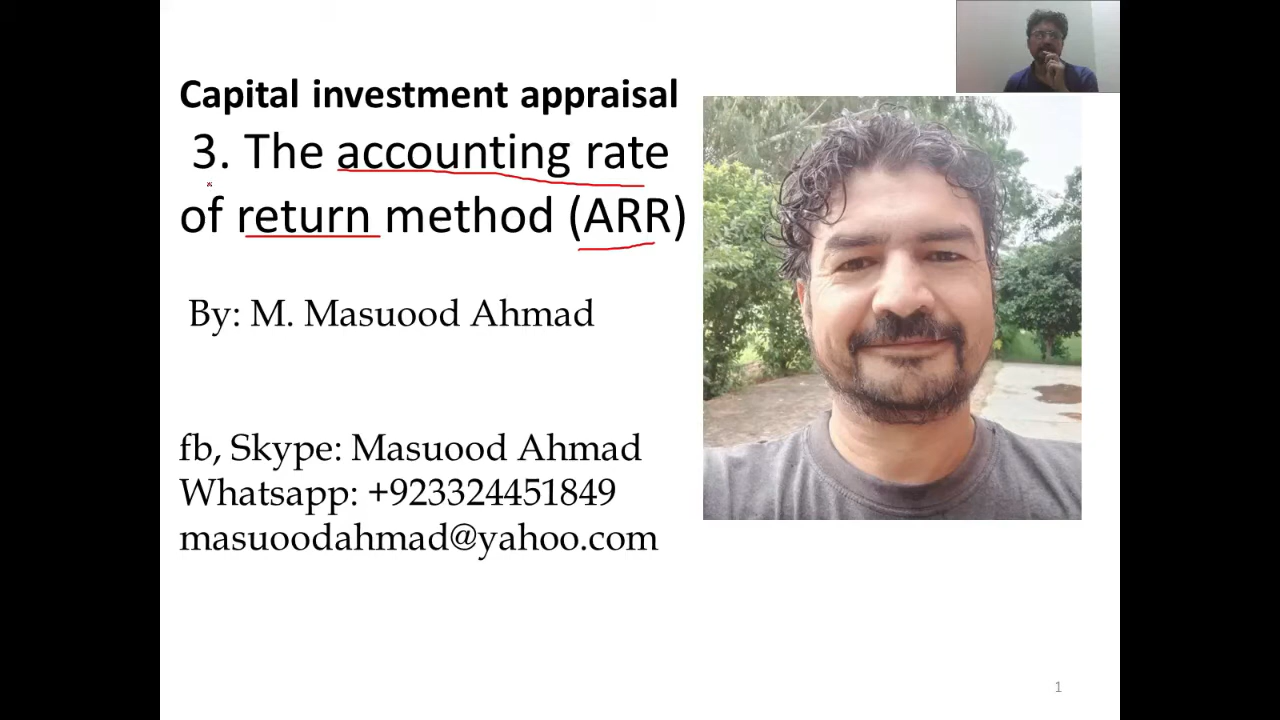 Capital investment appraisal
3. The accounting rate
of return method (ARR)
By: M. Masuood Ahmad
fb, Skype: Masuood Ahmad
Whatsapp: +923324451849
masuoodahmad@yahoo.com
1